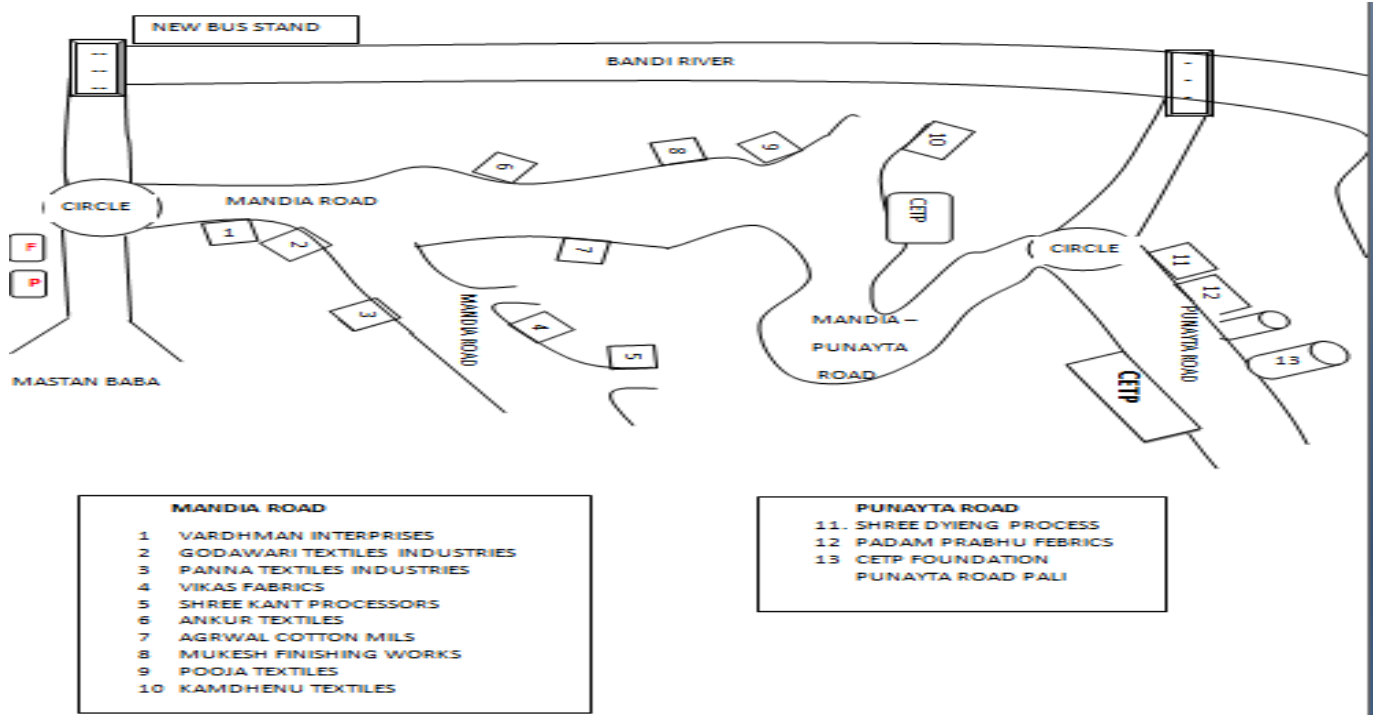 NEW BUS STAND
BANDI RIVER
CIRCLE
MANDIA ROAD
F
P
MASTAN BABA
1
2
3
MANDIA ROAD
4
5
6
7
8
9
10
CETP
CIRCLE
MANDIA –
PUNAYTA
ROAD
11
12
PUNAYTA ROAD
13
CETP
MANDIA ROAD
1 VARDHMAN INTERPRISES
2 GODAWARI TEXTILES INDUSTRIES
3 PANNA TEXTILES INDUSTRIES
4 VIKAS FABRICS
5 SHREE KANT PROCESSORS
6 ANKUR TEXTILES
7 AGRWAL COTTON MILS
8 MUKESH FINISHING WORKS
9 POOJA TEXTILES
10 KAMDHENU TEXTILES
PUNAYTA ROAD
11. SHREE DYIENG PROCESS
12 PADAM PRABHU FEBRICS
13 CETP FOUNDATION
PUNAYTA ROAD PALI